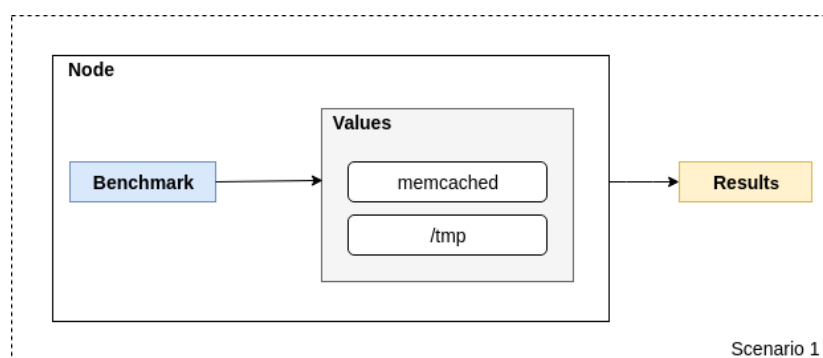 Node
Values
Benchmark
memcached
Results
/tmp
Scenario 1